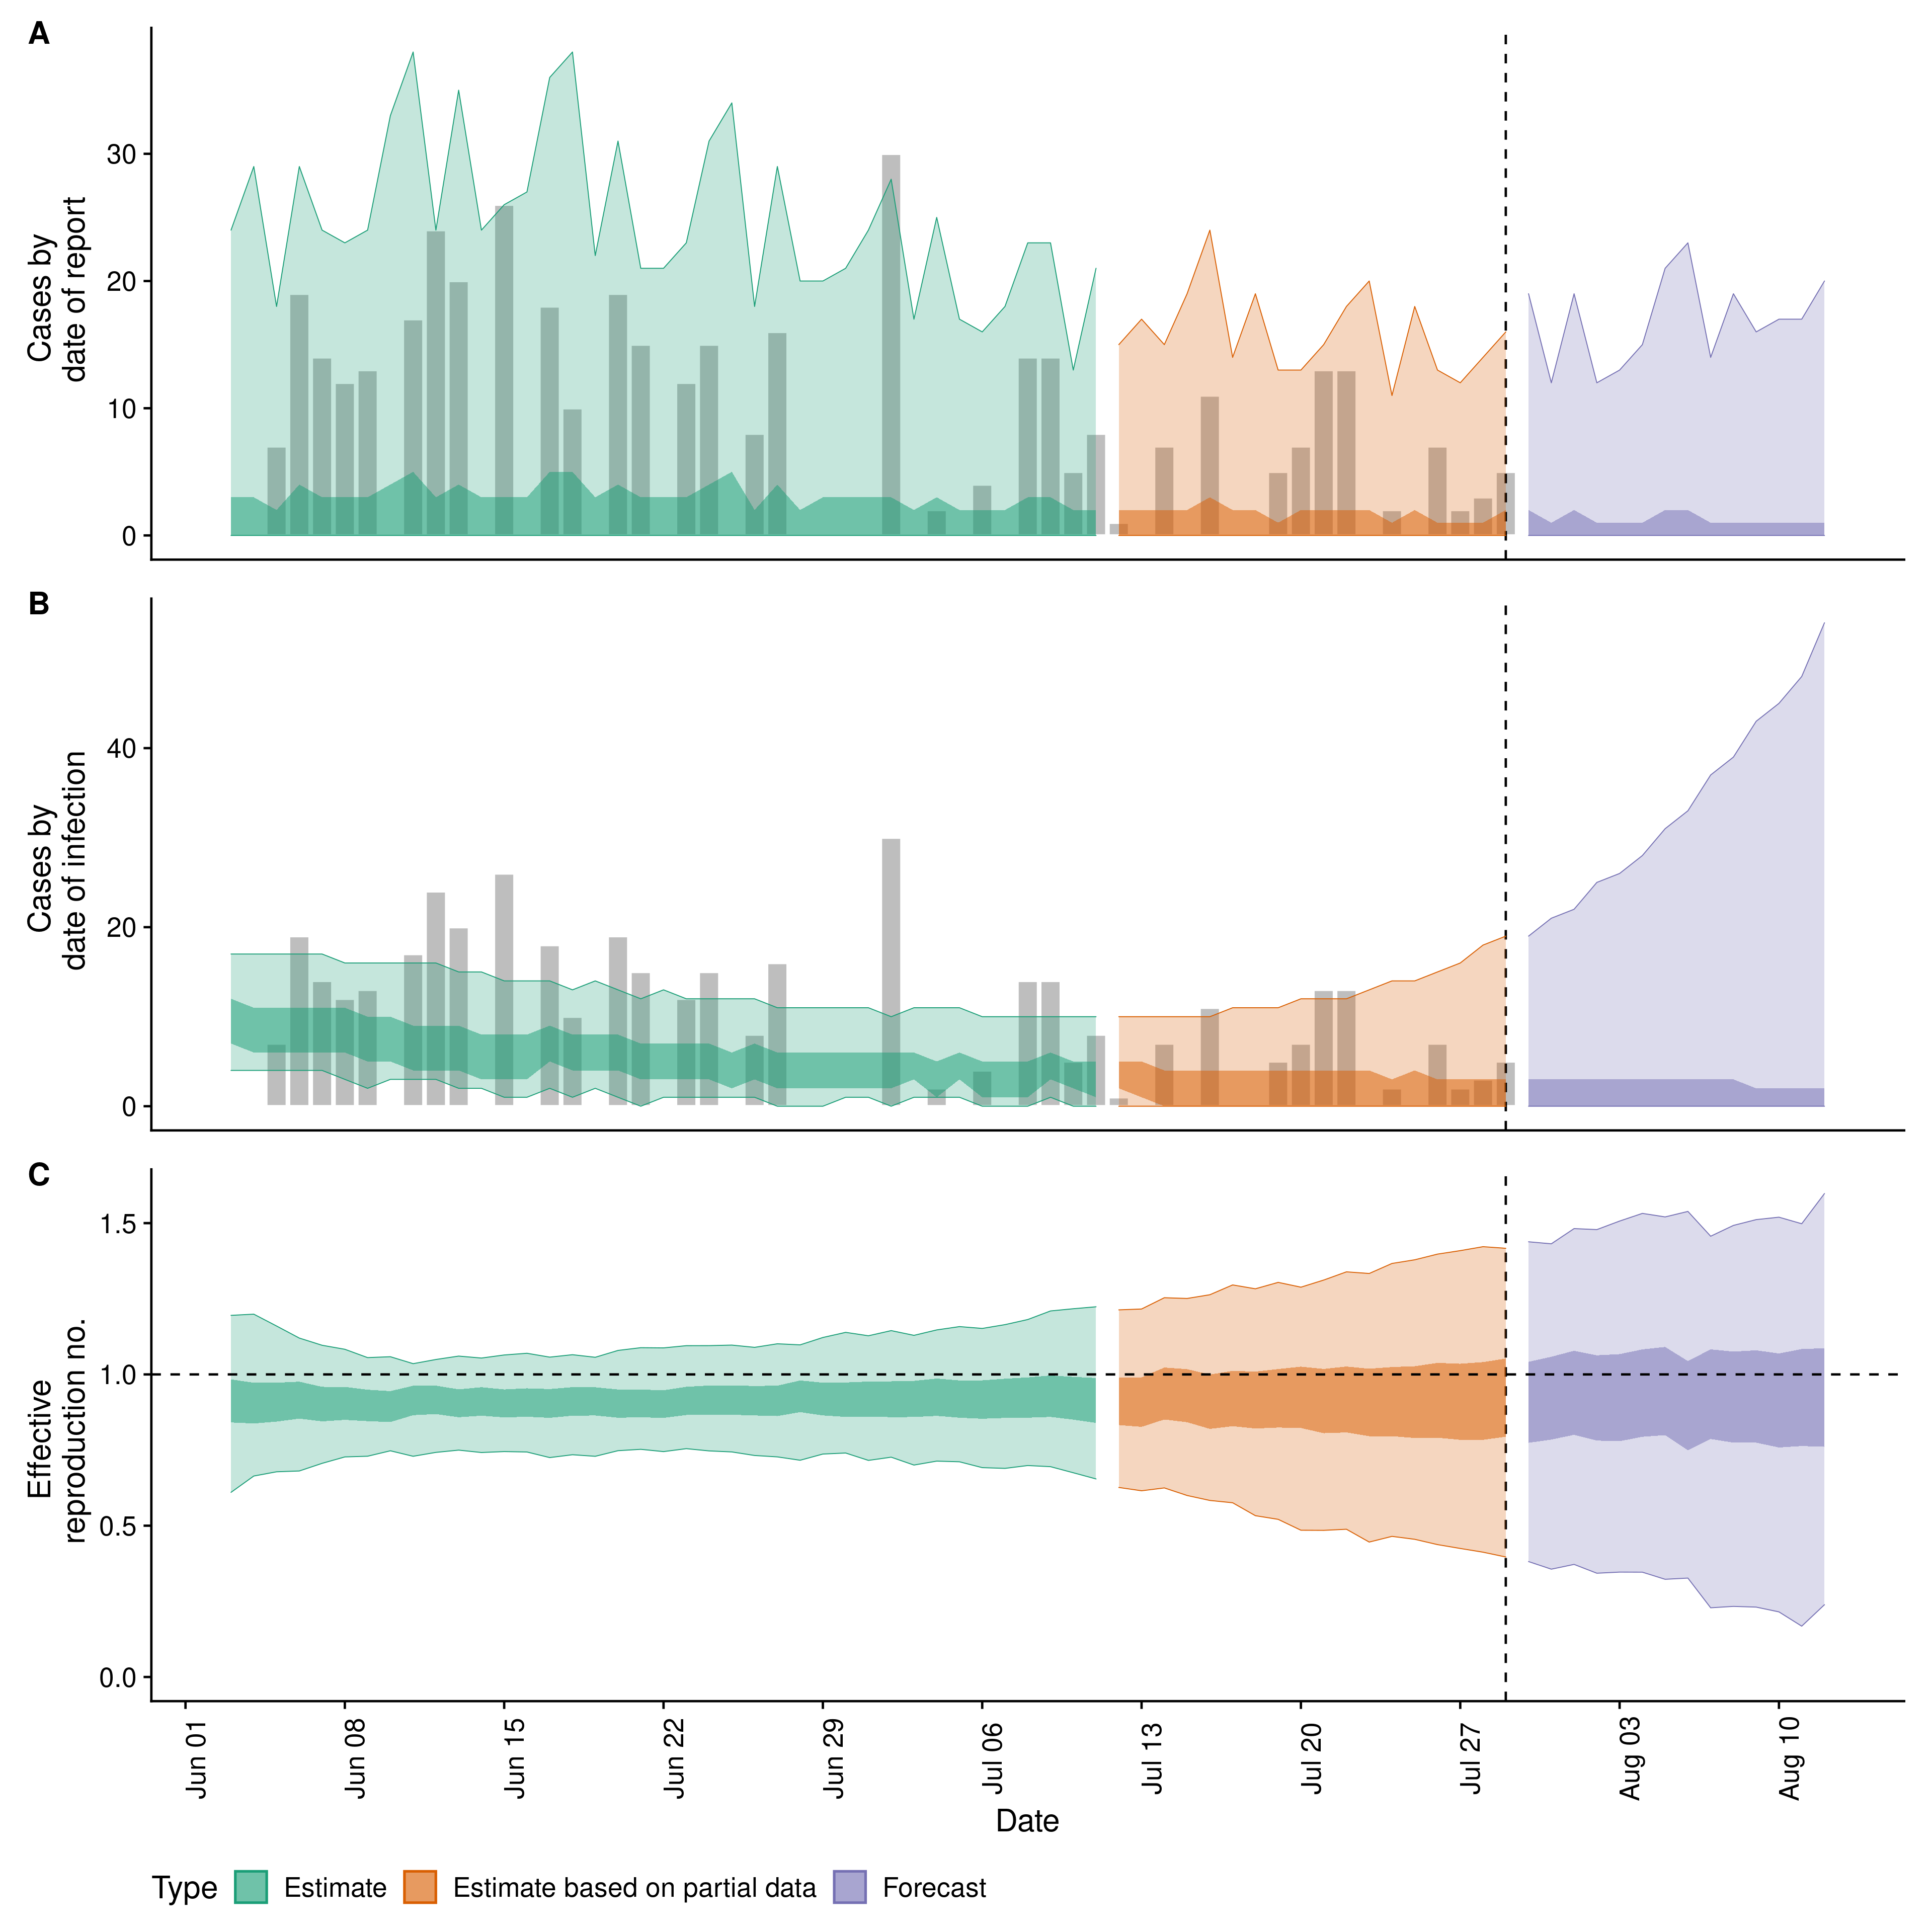 A
Cases by
date of report
30
20
10
0
B
Cases by
date of infection
40
20
0
C
Effective
reproduction no.
1.5
1.0
0.5
0.0
Jun 01
Jun 08
Jun 15
Jun 22
Jun 29
Jul 06
Jul 13
Jul 20
Jul 27
Aug 03
Aug 10
Date
Type
Estimate
Estimate based on partial data
Forecast